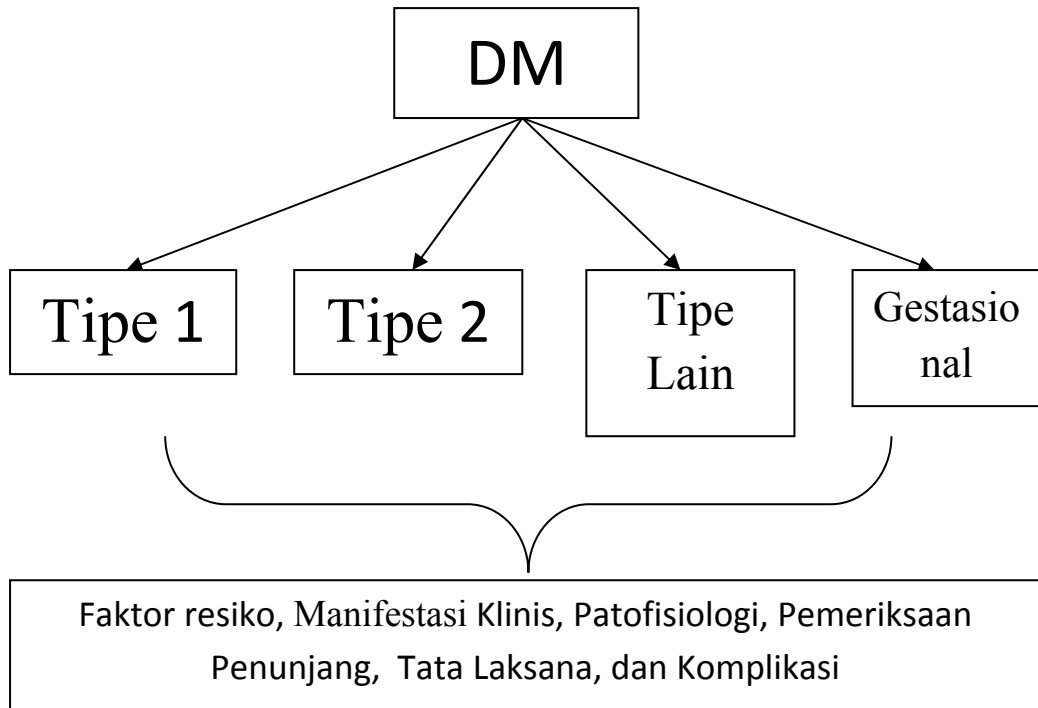 DM
Tipe 1
Tipe 2
Tipe
Lain
Gestasio
nal
Faktor resiko, Manifestasi Klinis, Patofisiologi, Pemeriksaan
Penunjang, Tata Laksana, dan Komplikasi